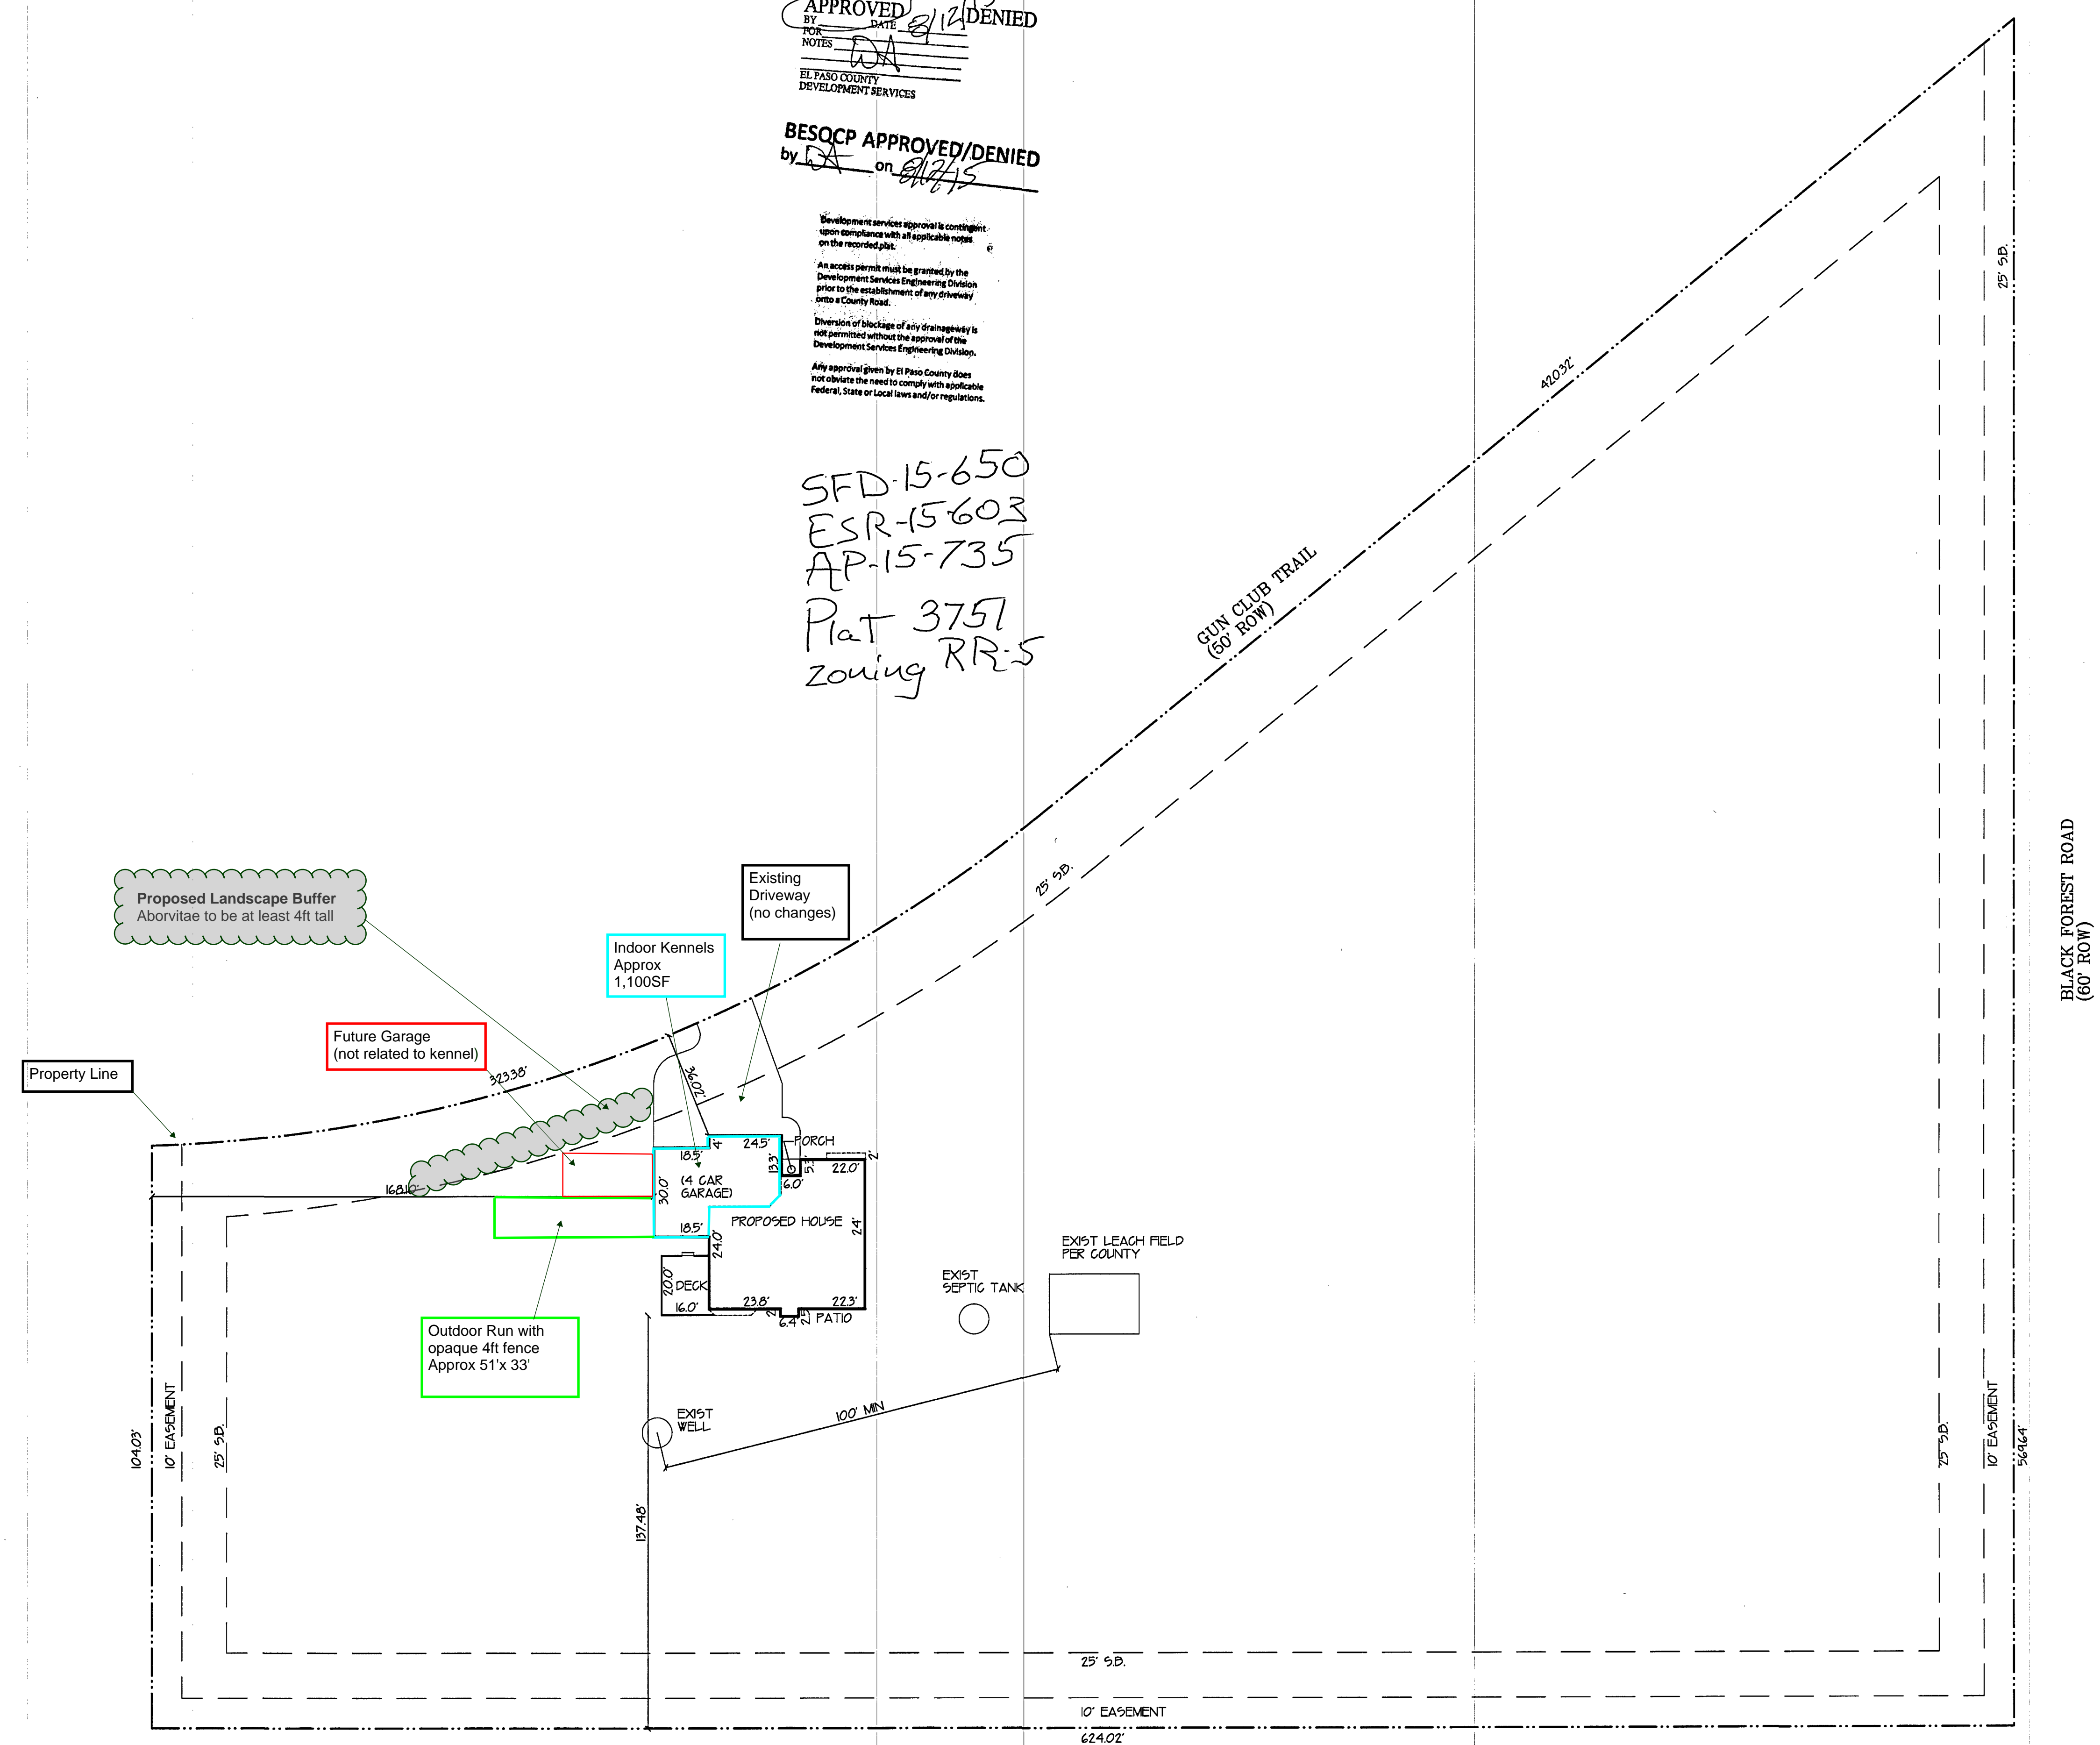 APPROVED DENIED
BY DATE 8/12/15
FOR
NOTES DA
EL PASO COUNTY
DEVELOPMENT SERVICES
BESQCP APPROVED/DENIED
by DA on 8/12/15
Development services approval is contingent
upon compliance with all applicable notes
on the recorded plat.
An access permit must be granted by the
Development Services Engineering Division
prior to the establishment of any driveway
onto a County Road.
Diversion of blockage of any drainageway is
not permitted without the approval of the
Development Services Engineering Division.
Any approval given by El Paso County does
not obviate the need to comply with applicable
Federal, State or Local laws and/or regulations.
SFD-15-650
ESR-15-603
AP-15-735
Plat 3751
zoning RR-5
25' S.B.
420.32'
GUN CLUB TRAIL
(50' ROW)
25' S.B.
BLACK FOREST ROAD
(60' ROW)
Proposed Landscape Buffer
Aborvitae to be at least 4ft tall
Existing
Driveway
(no changes)
Indoor Kennels
Approx
1,100SF
Future Garage
(not related to kennel)
Property Line
323.38'
36.02'
168.10'
18.5'
4'
24.5'
PORCH
13.3'
5.3'
22.0'
2'
6.0'
30.0'
(4 CAR
GARAGE)
18.5'
PROPOSED HOUSE
24'
24.0'
20.0'
DECK
16.0'
23.8'
2'
6.4'
2.5'
22.3'
PATIO
EXIST LEACH FIELD
PER COUNTY
EXIST
SEPTIC TANK
Outdoor Run with
opaque 4ft fence
Approx 51'x 33'
EXIST
WELL
100' MIN
137.48'
104.03'
10' EASEMENT
25' S.B.
25' S.B.
10' EASEMENT
569.64'
25' S.B.
10' EASEMENT
624.02'